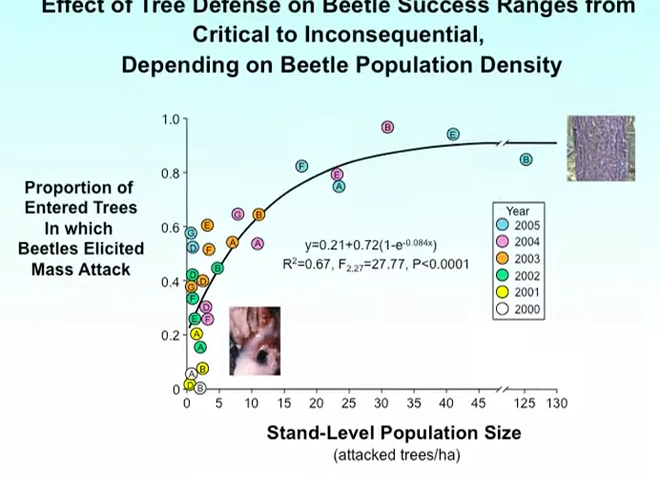 Effect of Tree Defense on Beetle Success Ranges from
Critical to Inconsequential,
Depending on Beetle Population Density
Proportion of
Entered Trees
In which
Beetles Elicited
Mass Attack
1.0
0.8
0.6
0.4
0.2
0
B
E
F
E
A
B
G
B
A
A
E
G
D
F
B
D
D
G
F
D
E
F
A
A
B
A
D
B
y=0.21+0.72(1-e-0.084x)
R2=0.67, F2,27=27.77, P<0.0001
Year
2005
2004
2003
2002
2001
2000
0 5 10 15 20 25 30 35 40 45 125 130
Stand-Level Population Size
(attacked trees/ha)